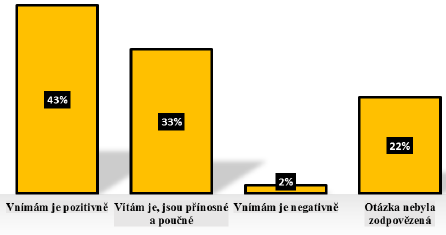 43%
33%
2%
22%
Vnímám je pozitivně
Vítám je, jsou přínosné
a poučné
Vnímám je negativně
Otázka nebyla
zodpovězená